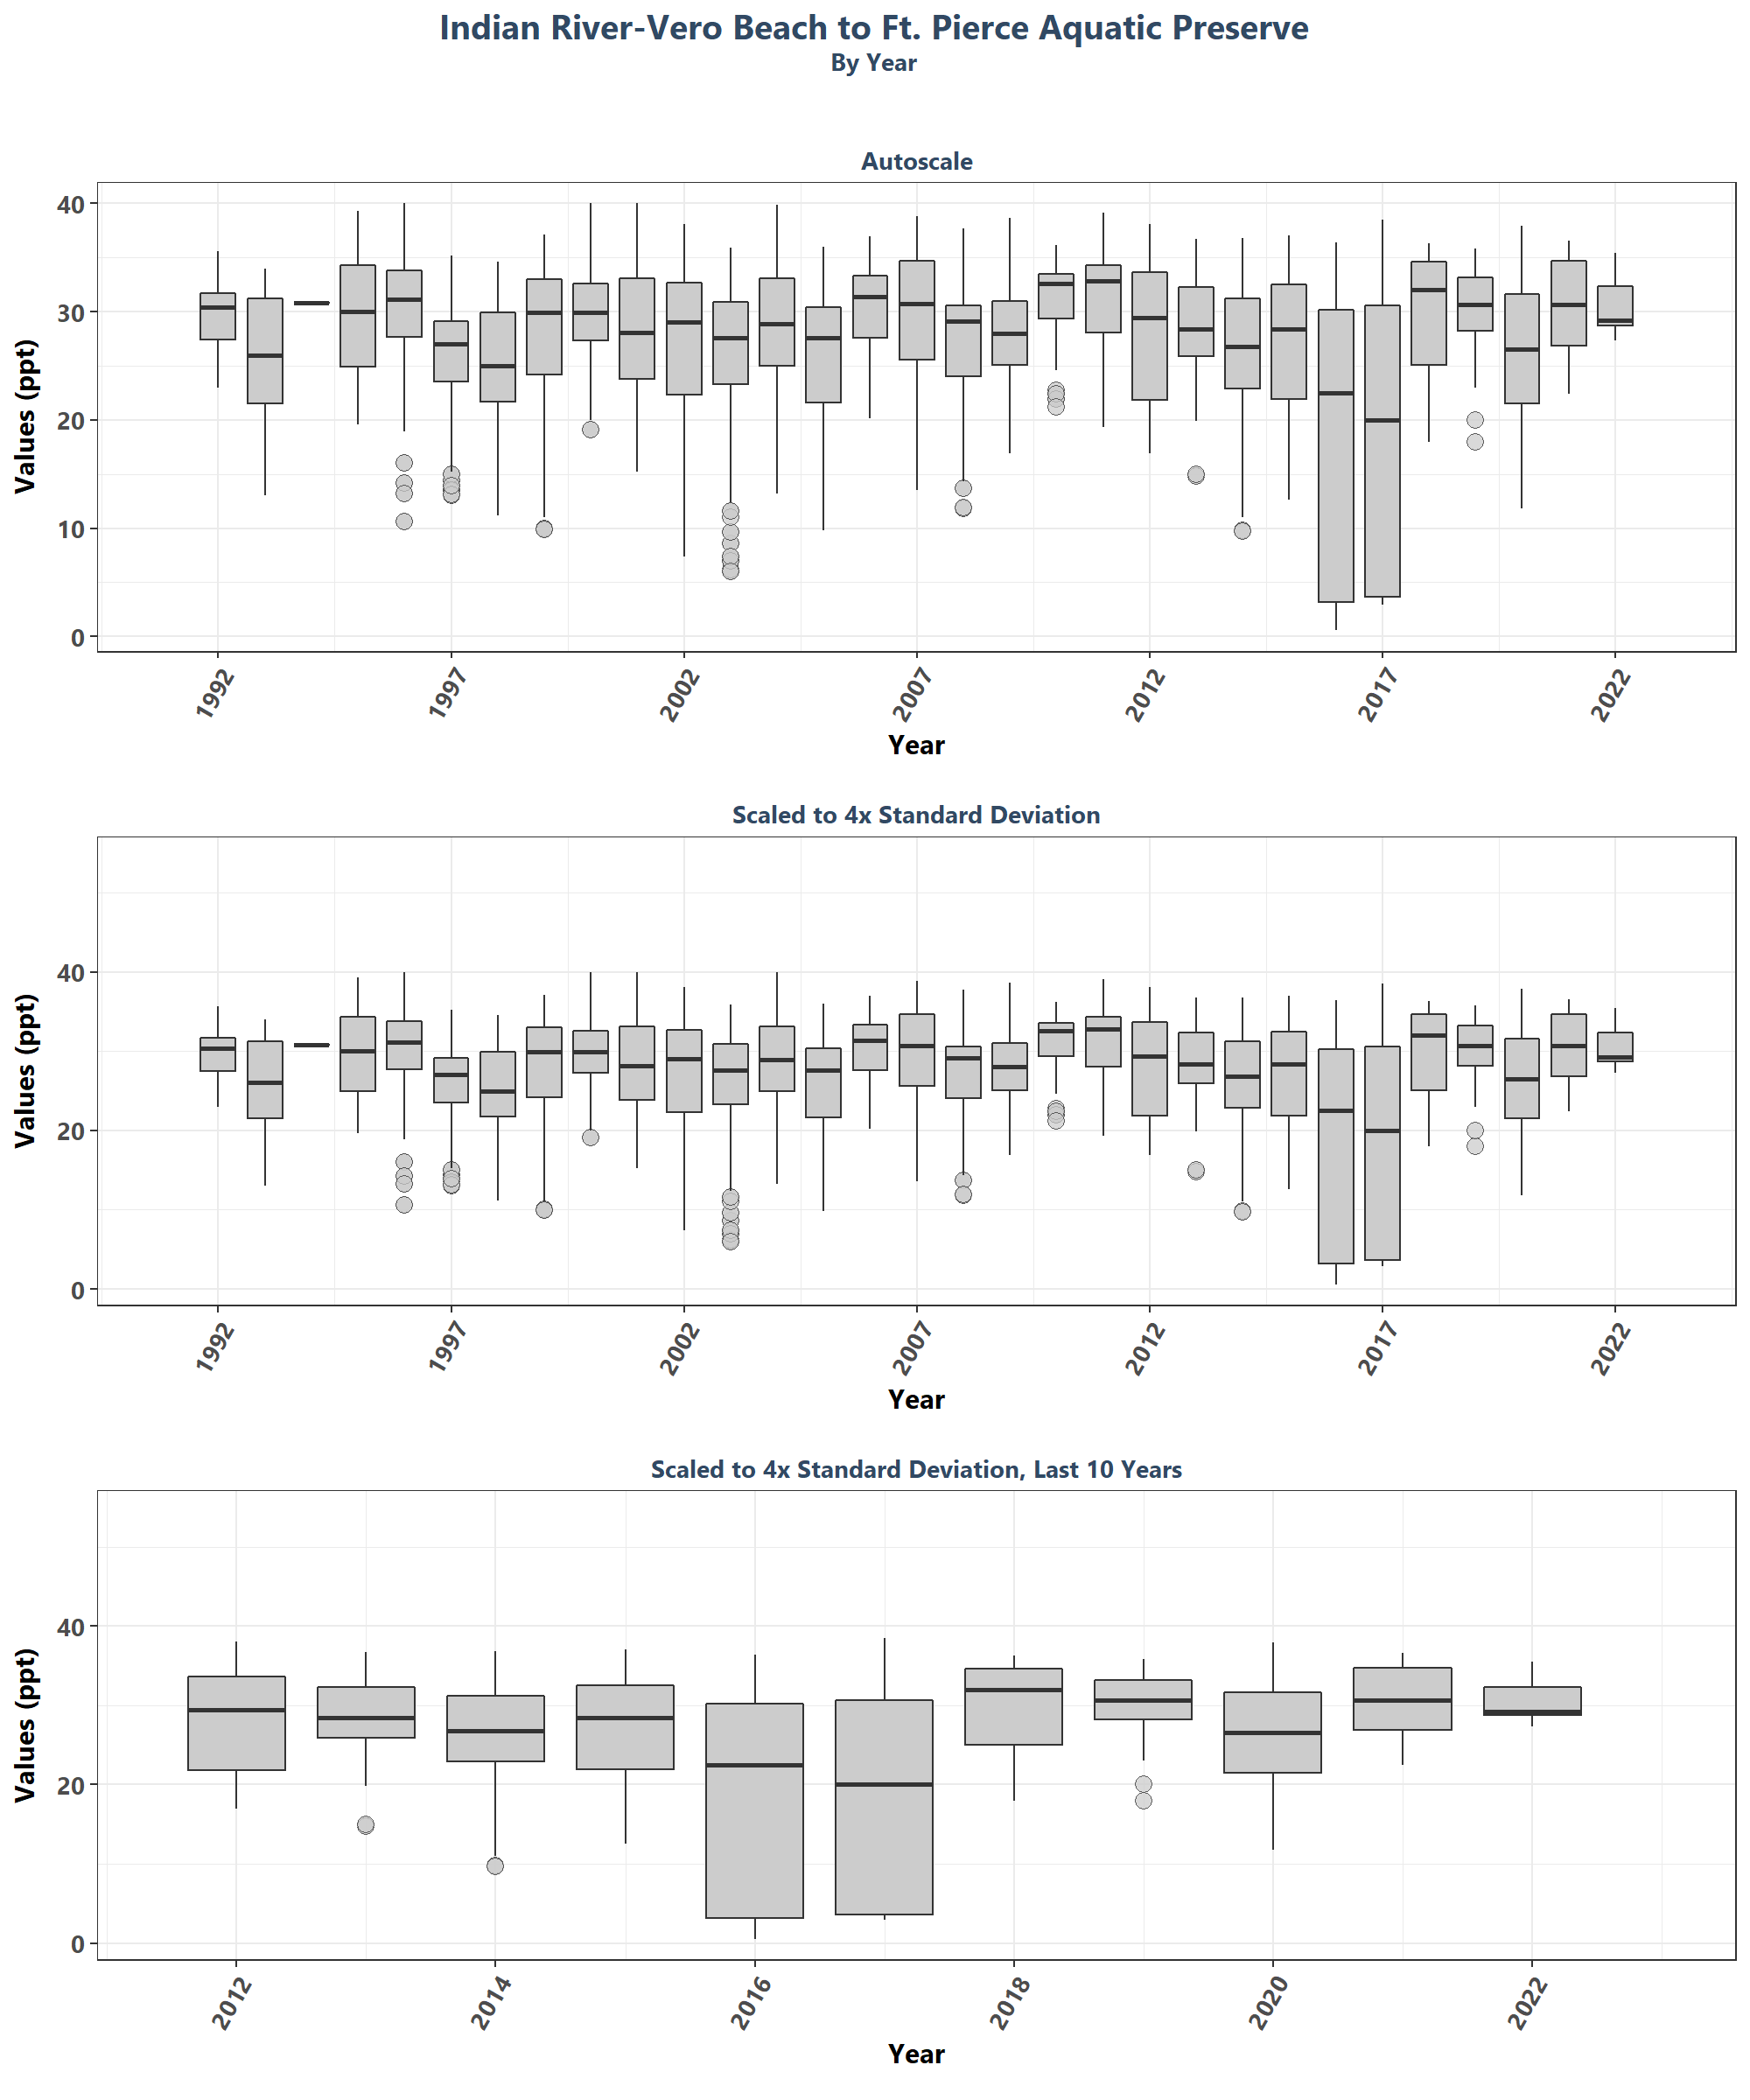 Indian River-Vero Beach to Ft. Pierce Aquatic Preserve
By Year
Autoscale
Values (ppt)
40
30
20
10
0
1992
1997
2002
2007
2012
2017
2022
Year
Scaled to 4x Standard Deviation
Values (ppt)
40
20
0
1992
1997
2002
2007
2012
2017
2022
Year
Scaled to 4x Standard Deviation, Last 10 Years
Values (ppt)
40
20
0
2012
2014
2016
2018
2020
2022
Year